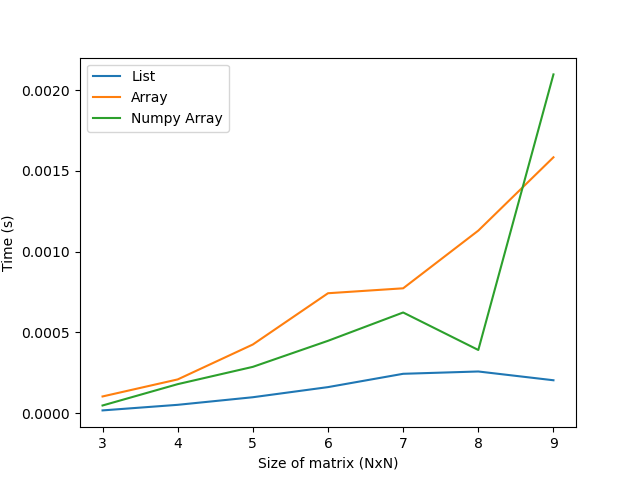 List
Array
Numpy Array
0.0020
0.0015
0.0010
0.0005
0.0000
Time (s)
3 4 5 6 7 8 9
Size of matrix (NxN)